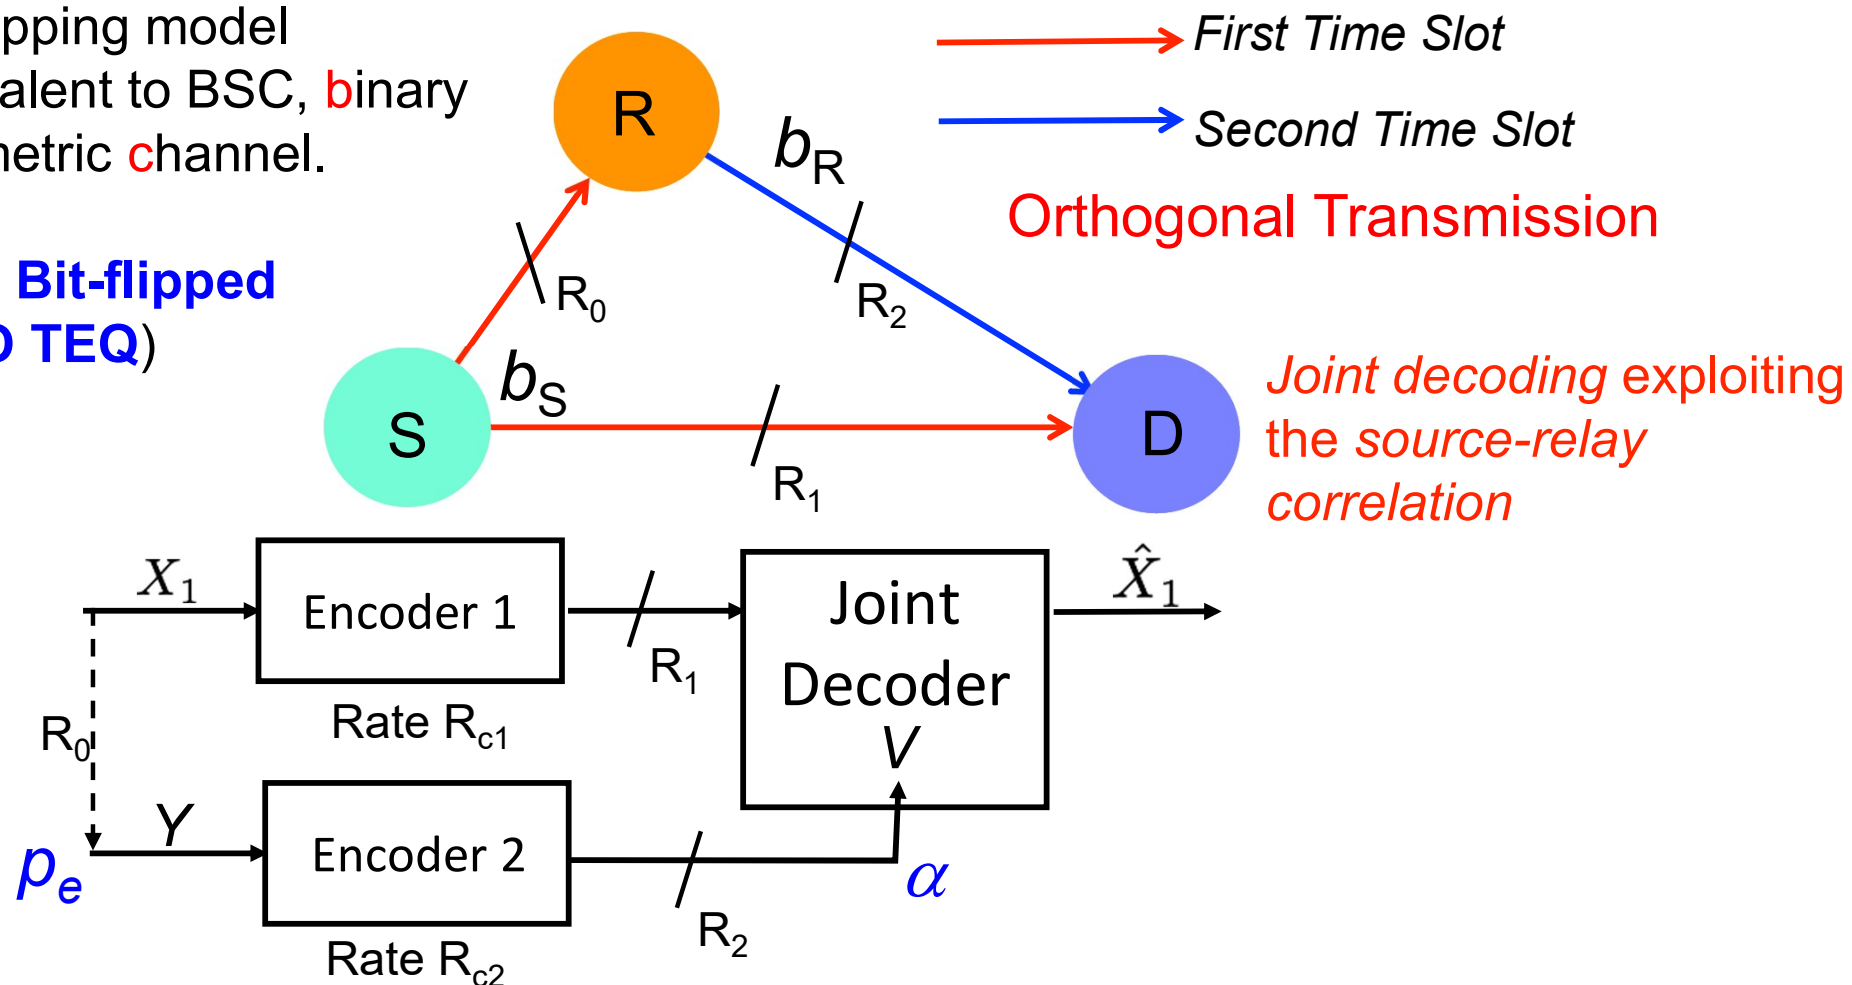 pping model
alent to BSC, binary
metric channel.
Bit-flipped
TEQ)
First Time Slot
Second Time Slot
Orthogonal Transmission
R
b_R
R_0
R_2
S
b_S
R_1
D
Joint decoding exploiting
the source-relay
correlation
X_1
Encoder 1
Rate R_c1
R_1
Joint
Decoder
V
X̂_1
R_0
p_e
Y
Encoder 2
Rate R_c2
R_2
α